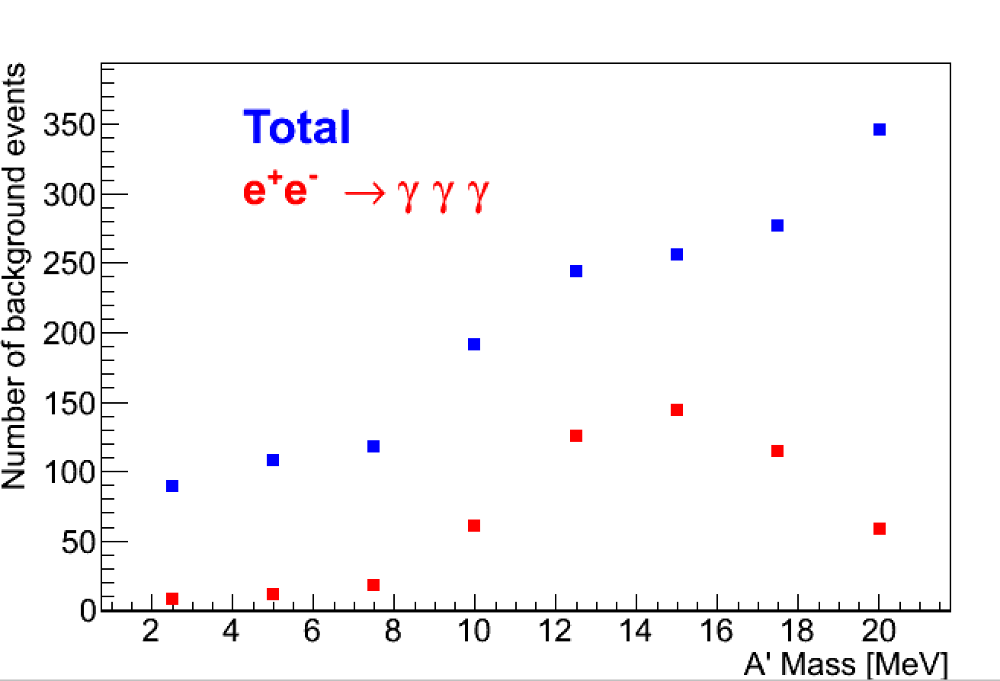 Number of background events
350
300
250
200
150
100
50
0
Total
e⁺e⁻ → γ γ γ
2 4 6 8 10 12 14 16 18 20
A' Mass [MeV]